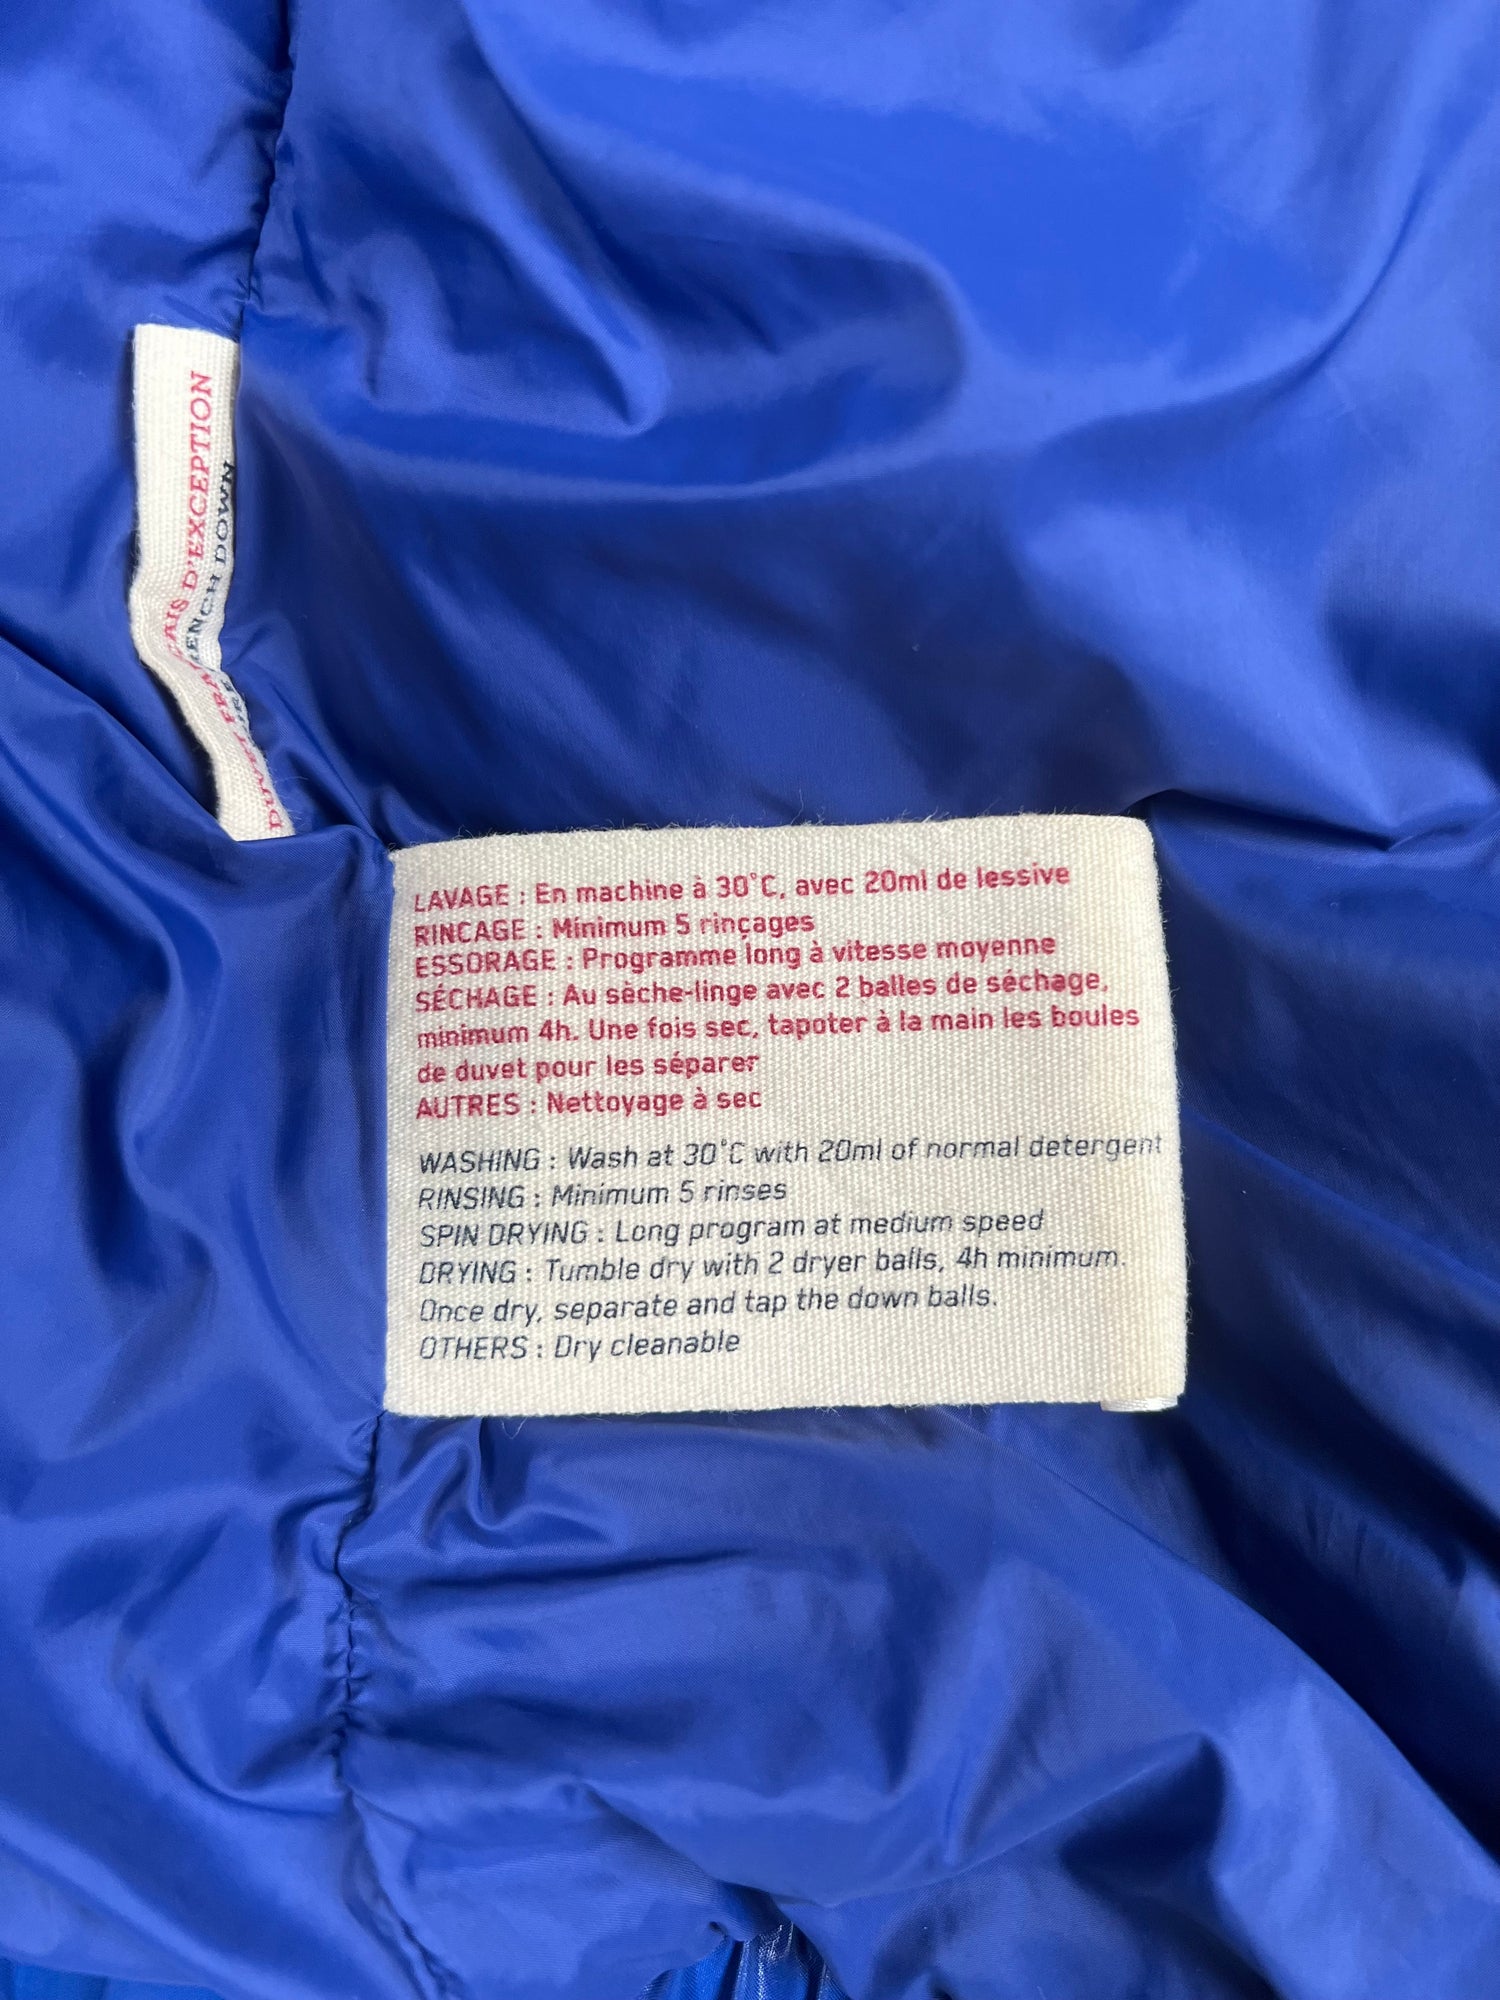 D'EXCEPTION
DOWN
LAVAGE : En machine à 30°C, avec 20ml de lessive
RINCAGE : Minimum 5 rinçages
ESSORAGE : Programme long à vitesse moyenne
SÉCHAGE : Au sèche-linge avec 2 balles de séchage,
minimum 4h. Une fois sec, tapoter à la main les boules
de duvet pour les séparer
AUTRES : Nettoyage à sec
WASHING : Wash at 30°C with 20ml of normal detergent
RINSING : Minimum 5 rinses
SPIN DRYING : Long program at medium speed
DRYING : Tumble dry with 2 dryer balls, 4h minimum.
Once dry, separate and tap the down balls.
OTHERS : Dry cleanable